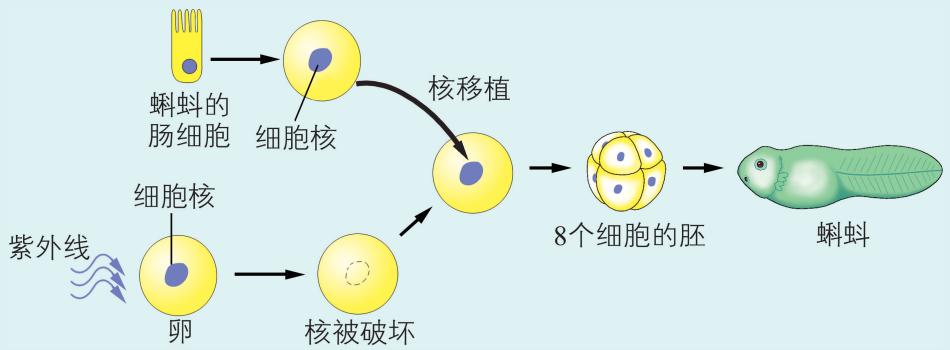 蝌蚪的
肠细胞
细胞核
核移植
细胞核
紫外线
卵
核被破坏
8个细胞的胚
蝌蚪